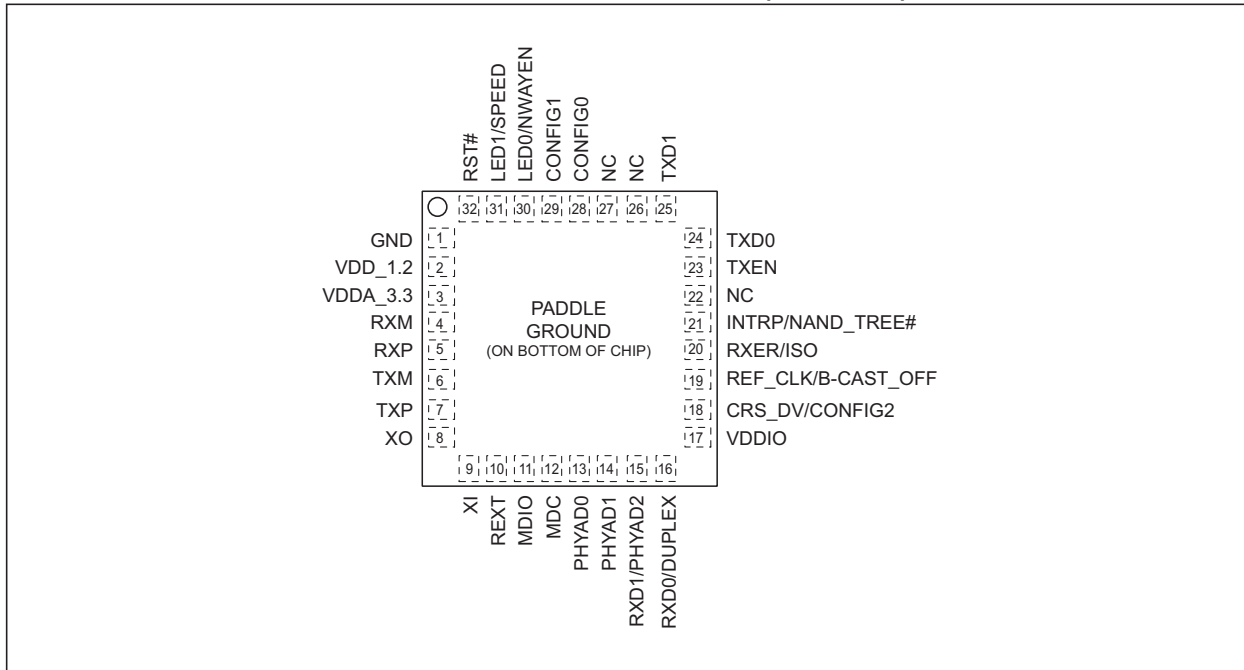 RST#
LED1/SPEED
LED0/NWAYEN
CONFIG1
CONFIG0
NC
NC
TXD1
32 31 30 29 28 27 26 25
GND 1
VDD_1.2 2
VDDA_3.3 3
RXM 4
RXP 5
TXM 6
TXP 7
XO 8
PADDLE
GROUND
(ON BOTTOM OF CHIP)
24 TXD0
23 TXEN
22 NC
21 INTRP/NAND_TREE#
20 RXER/ISO
19 REF_CLK/B-CAST_OFF
18 CRS_DV/CONFIG2
17 VDDIO
9 10 11 12 13 14 15 16
XI
REXT
MDIO
MDC
PHYAD0
PHYAD1
RXD1/PHYAD2
RXD0/DUPLEX